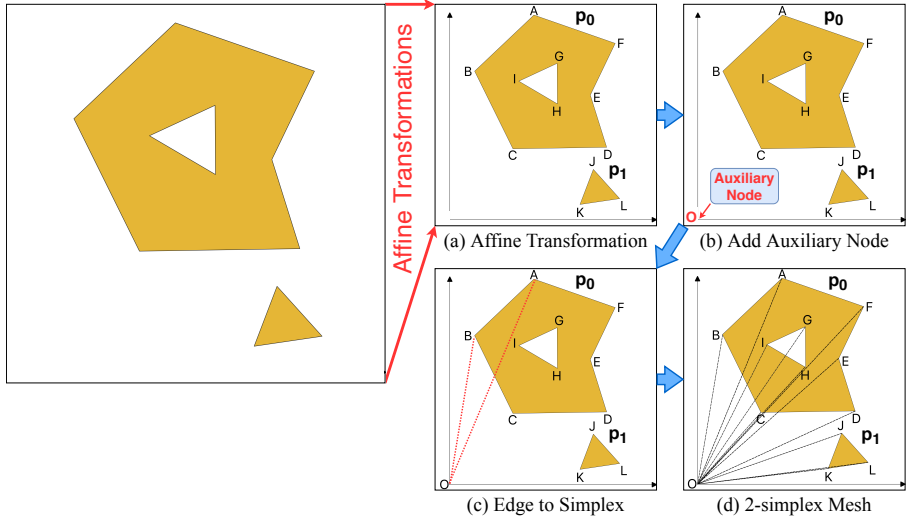 Affine Transformations
A
p0
F
B
G
I
E
H
C
D
J
p1
K
L
(a) Affine Transformation
A
p0
F
B
G
I
E
H
C
D
J
p1
Auxiliary
Node
K
L
O
(b) Add Auxiliary Node
A
p0
F
B
G
I
E
H
C
D
J
p1
K
L
O
(c) Edge to Simplex
A
p0
F
B
G
I
E
H
C
D
J
p1
K
L
O
(d) 2-simplex Mesh